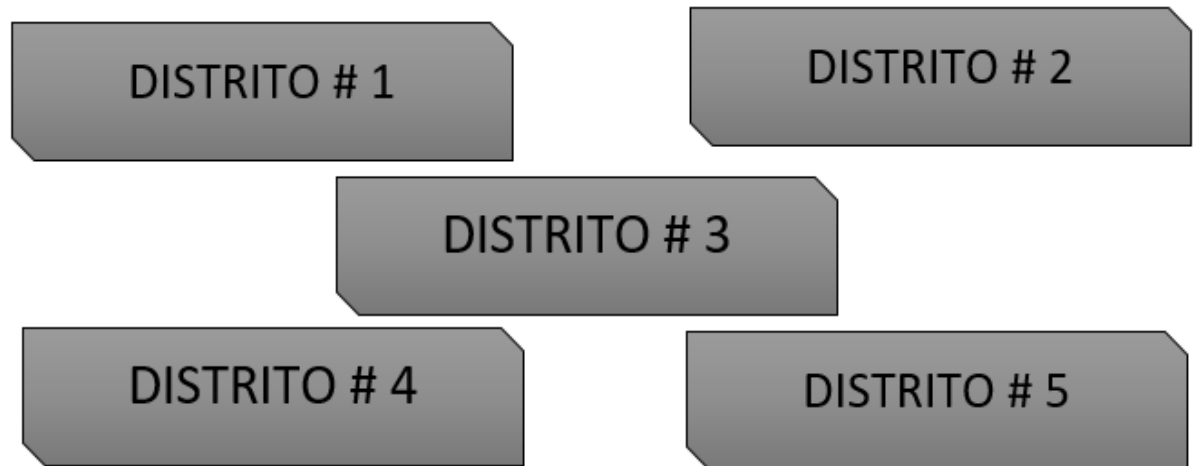 DISTRITO # 1
DISTRITO # 2
DISTRITO # 3
DISTRITO # 4
DISTRITO # 5